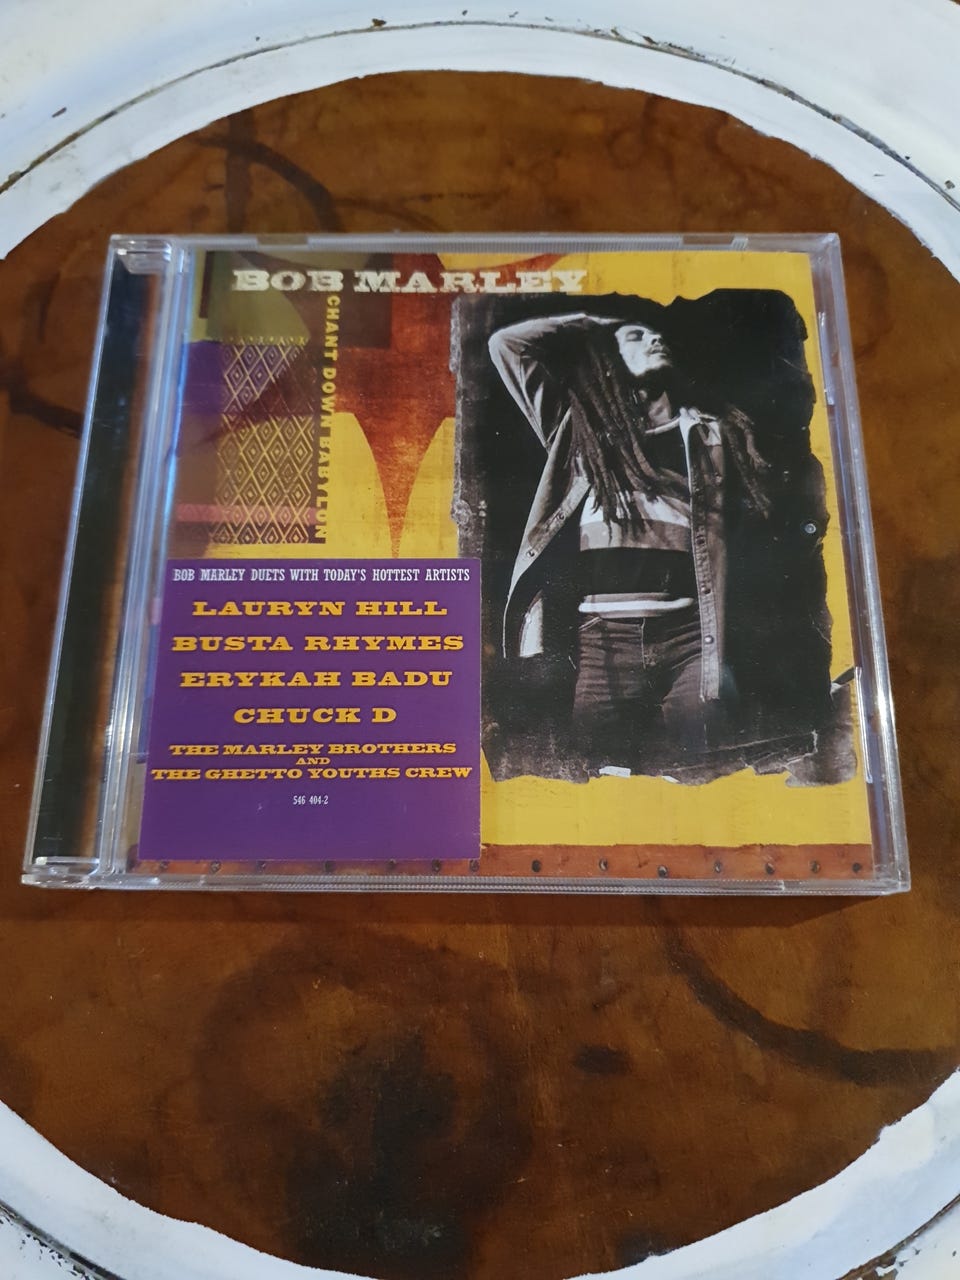 BOB MARLEY
CHANT DOWN BABYLON
BOB MARLEY DUETS WITH TODAY'S HOTTEST ARTISTS
LAURYN HILL
BUSTA RHYMES
ERYKAH BADU
CHUCK D
THE MARLEY BROTHERS
AND
THE GHETTO YOUTHS CREW
546 404-2